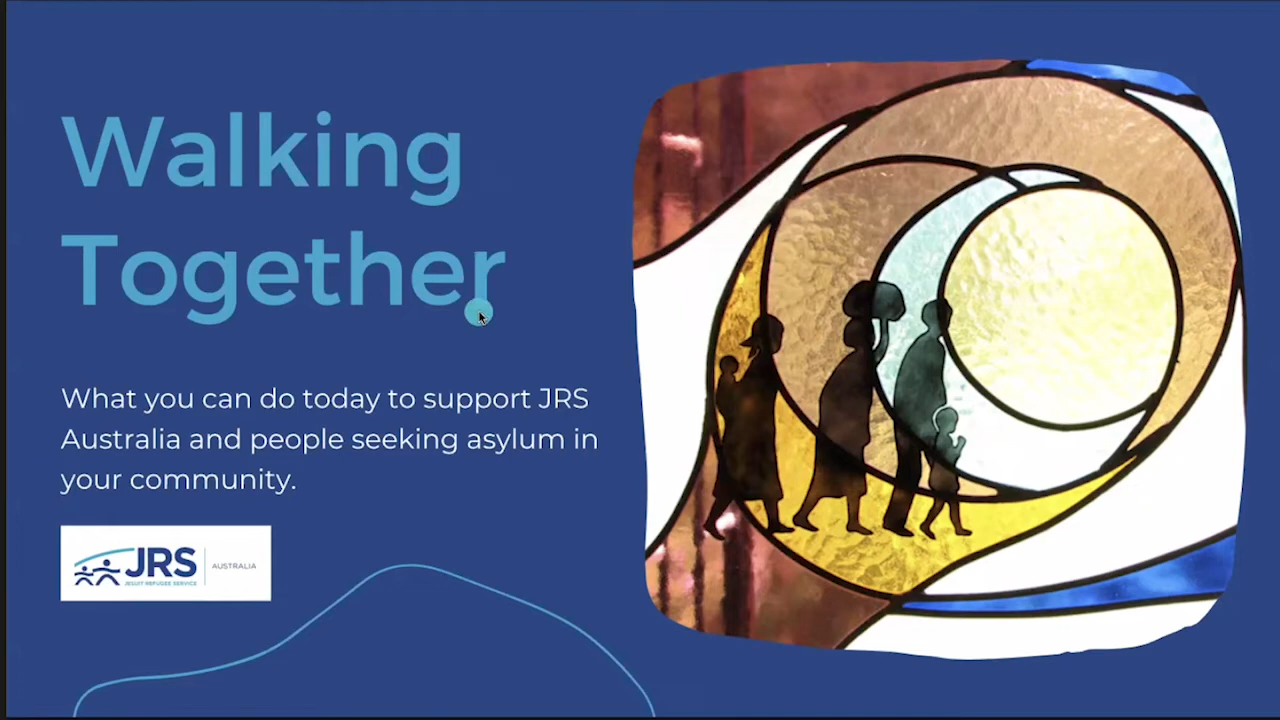 Walking
Together
What you can do today to support JRS
Australia and people seeking asylum in
your community.
JRS
JESUIT REFUGEE SERVICE
AUSTRALIA